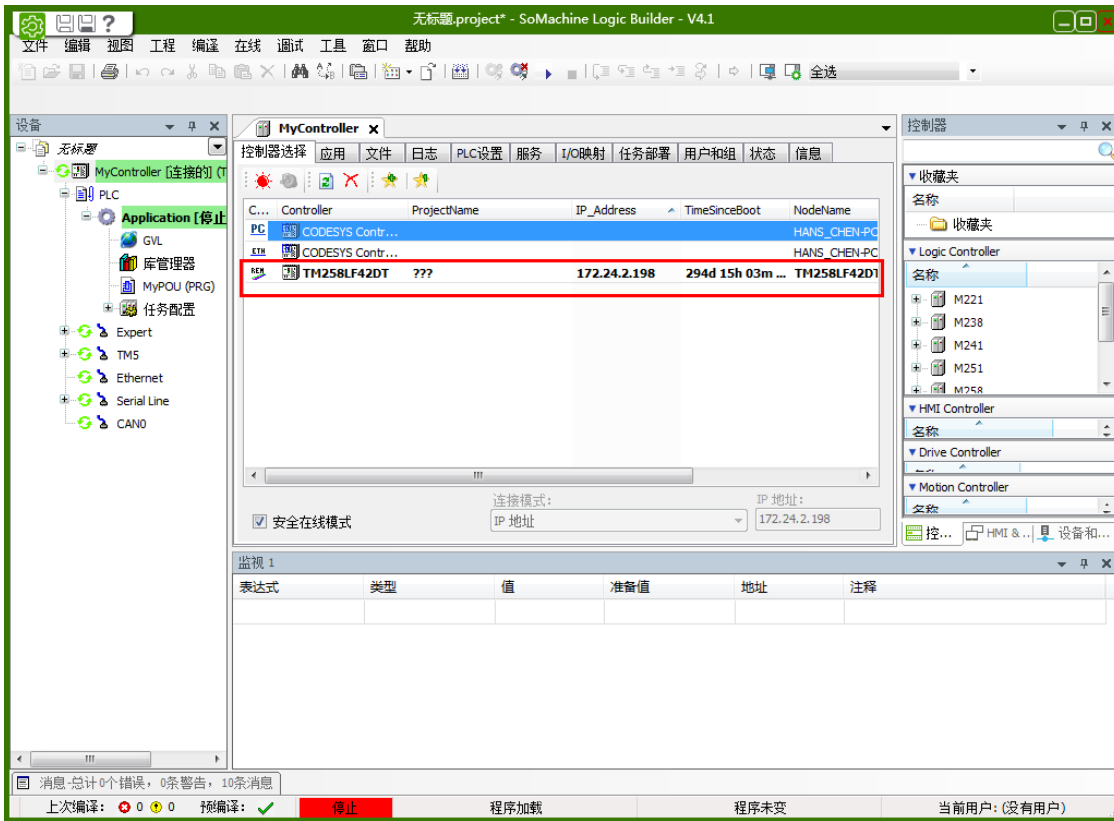 无标题.project* - SoMachine Logic Builder - V4.1
文件 编辑 视图 工程 编译 在线 调试 工具 窗口 帮助
全选
设备
无标题
MyController [连接的] (T
PLC
Application [停止
GVL
库管理器
MyPOU (PRG)
任务配置
Expert
TM5
Ethernet
Serial Line
CAN0
MyController
控制器选择 应用 文件 日志 PLC设置 服务 I/O映射 任务部署 用户和组 状态 信息
C... Controller ProjectName IP_Address TimeSinceBoot NodeName
PC CODESYS Contr... HANS_CHEN-PC
ETH CODESYS Contr... HANS_CHEN-PC
REM TM258LF42DT ??? 172.24.2.198 294d 15h 03m ... TM258LF42DT
连接模式: IP 地址:
安全在线模式 IP 地址 172.24.2.198
控制器
收藏夹
名称
收藏夹
Logic Controller
名称
M221
M238
M241
M251
M258
HMI Controller
名称
Drive Controller
Motion Controller
名称
控... HMI &... 设备和...
监视 1
表达式 类型 值 准备值 地址 注释
消息-总计0个错误，0条警告，10条消息
上次编译: 0 0 预编译: 停止 程序加载 程序未变 当前用户: (没有用户)